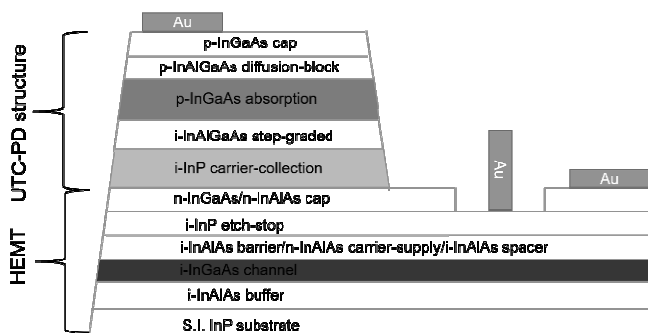 Au
p-InGaAs cap
p-InAlGaAs diffusion-block
p-InGaAs absorption
i-InAlGaAs step-graded
i-InP carrier-collection
UTC-PD structure
Au
Au
n-InGaAs/n-InAlAs cap
i-InP etch-stop
i-InAlAs barrier/n-InAlAs carrier-supply/i-InAlAs spacer
i-InGaAs channel
i-InAlAs buffer
S.I. InP substrate
HEMT